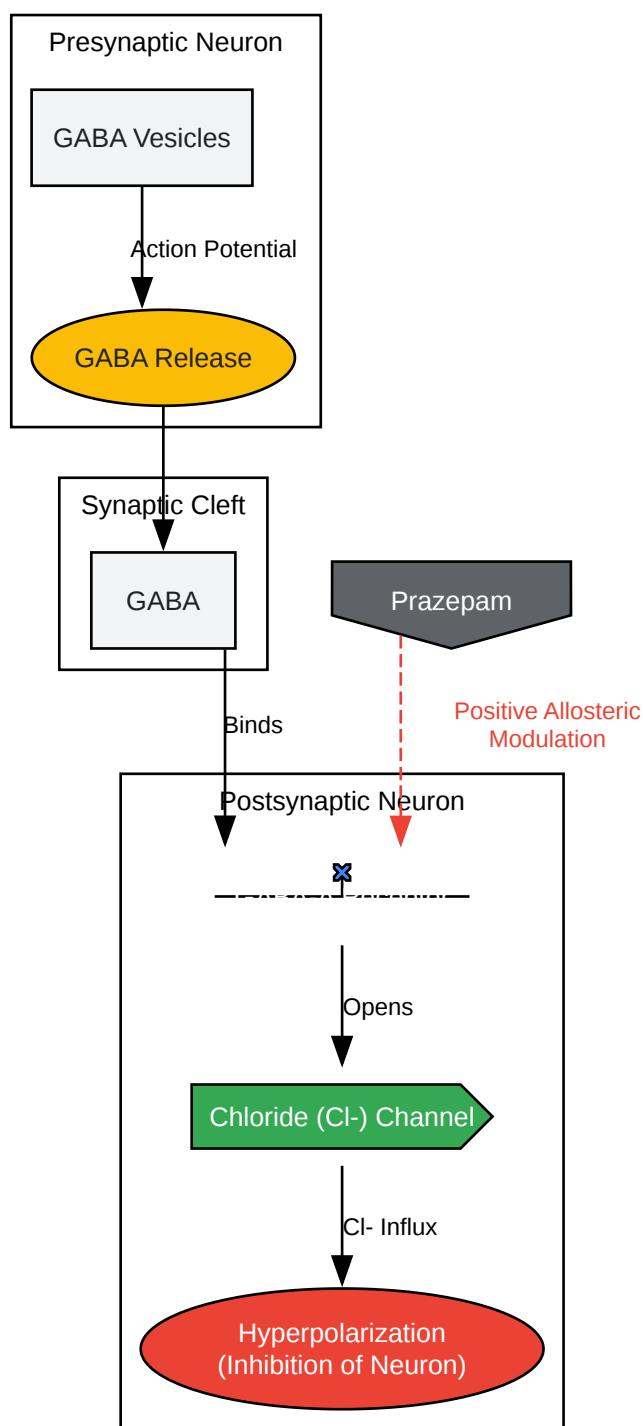 Presynaptic Neuron
GABA Vesicles
Action Potential
GABA Release
Synaptic Cleft
GABA
Prazepam
Binds
Positive Allosteric
Modulation
Postsynaptic Neuron
Opens
Chloride (Cl-) Channel
Cl- Influx
Hyperpolarization
(Inhibition of Neuron)